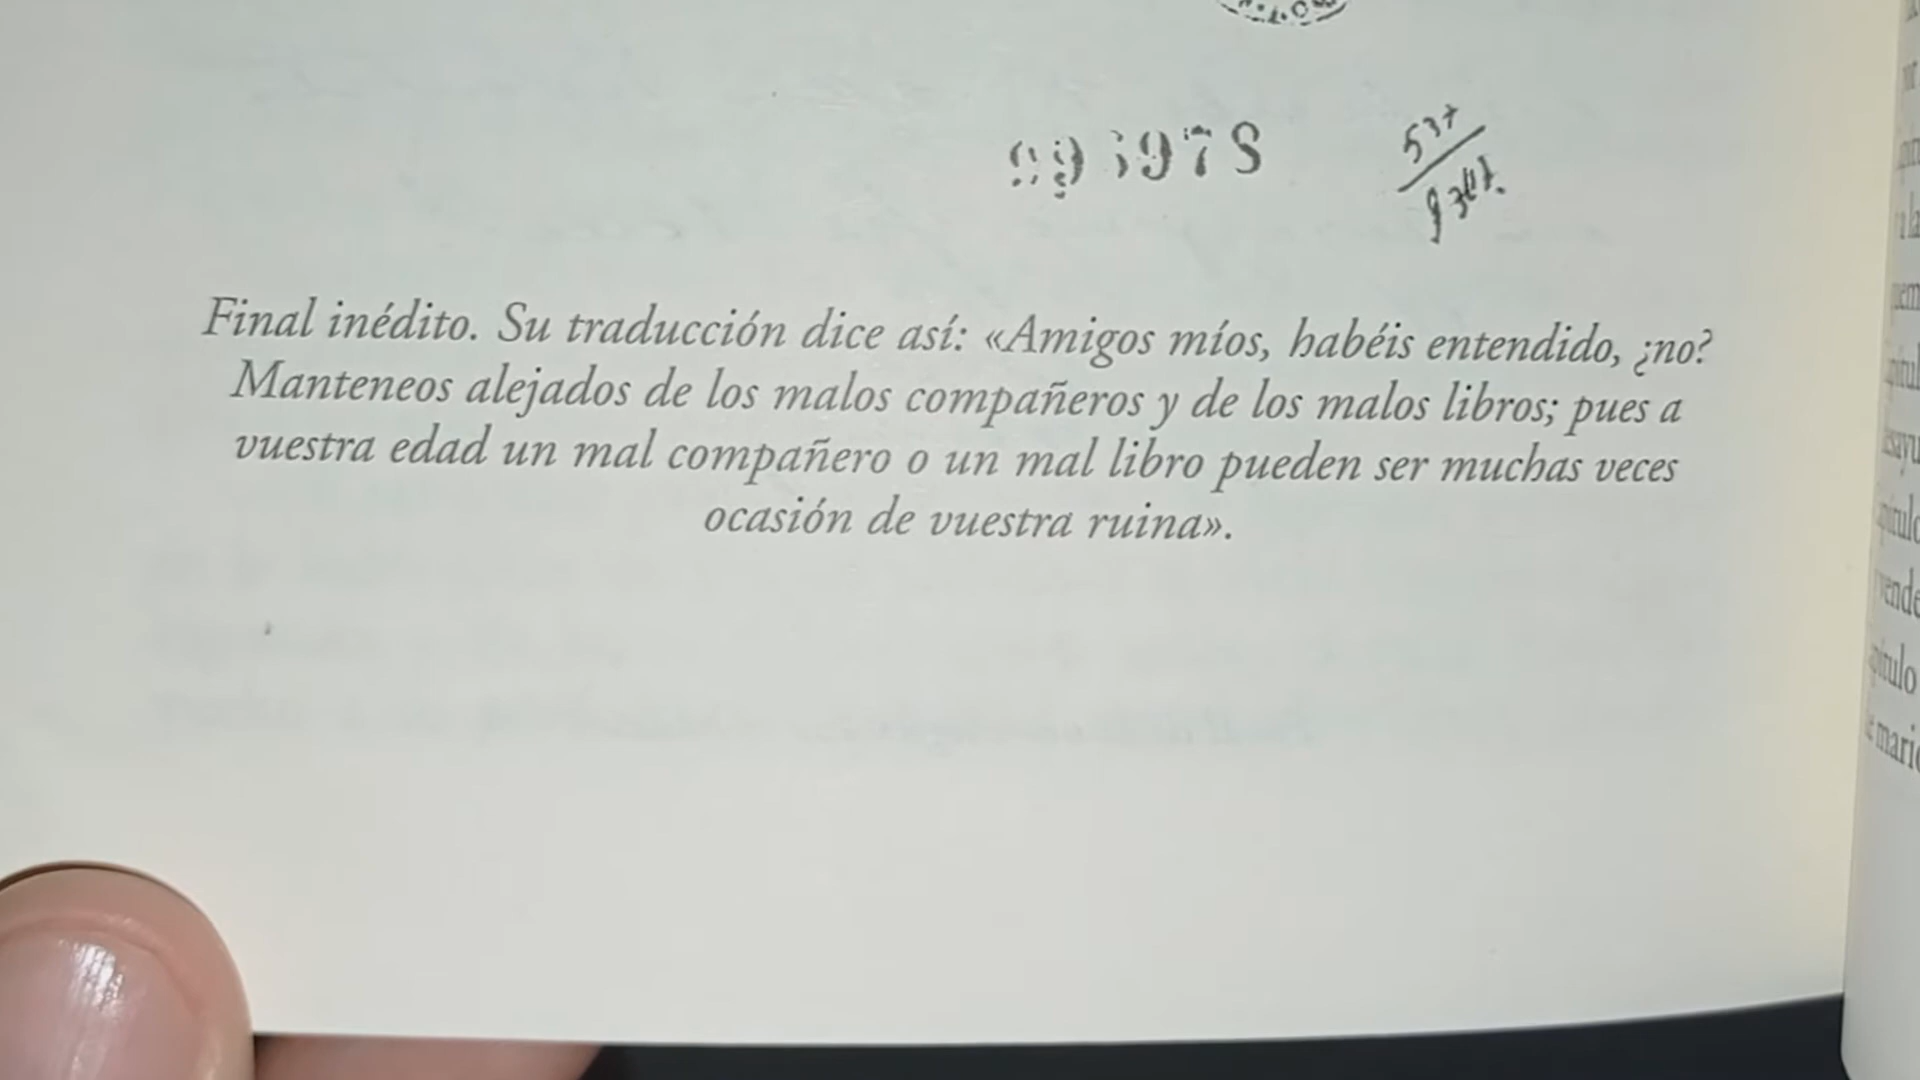 537
Final inédito. Su traducción dice así: «Amigos míos, habéis entendido, ¿no?
Manteneos alejados de los malos compañeros y de los malos libros; pues a
vuestra edad un mal compañero o un mal libro pueden ser muchas veces
ocasión de vuestra ruina».